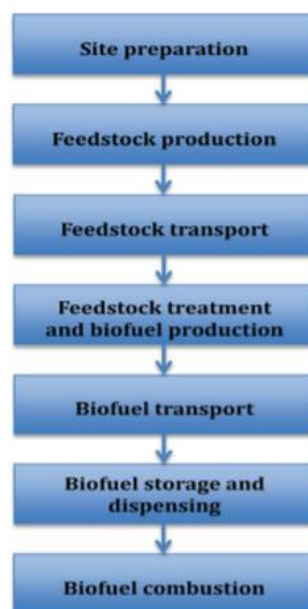 Site preparation
Feedstock production
Feedstock transport
Feedstock treatment
and biofuel production
Biofuel transport
Biofuel storage and
dispensing
Biofuel combustion